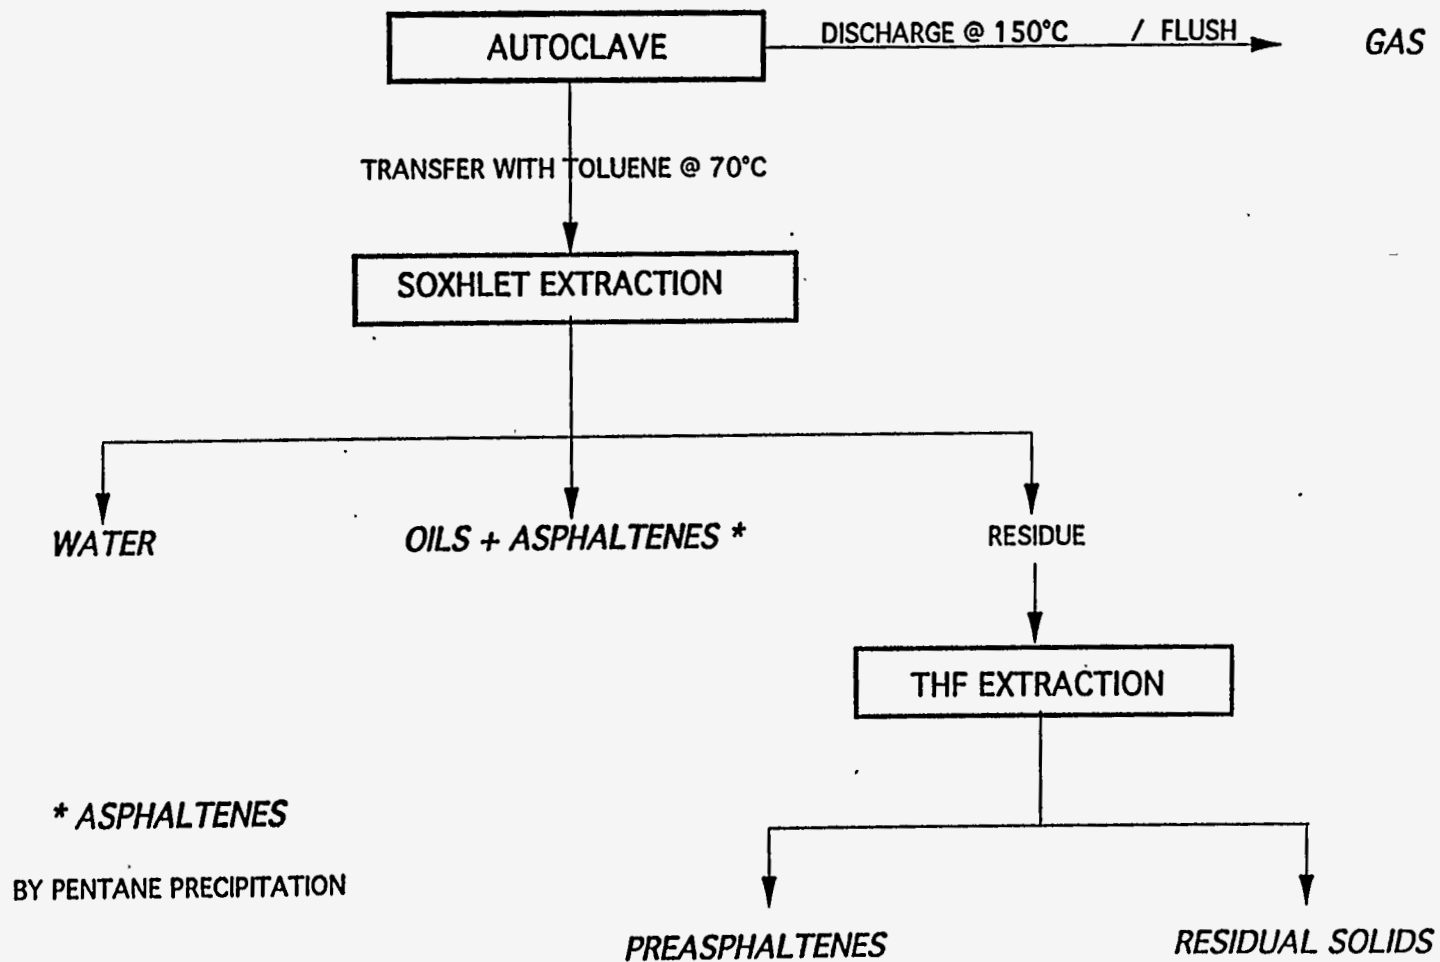 AUTOCLAVE
DISCHARGE @ 150°C / FLUSH
GAS
TRANSFER WITH TOLUENE @ 70°C
SOXHLET EXTRACTION
WATER
OILS + ASPHALTENES *
RESIDUE
THF EXTRACTION
* ASPHALTENES
BY PENTANE PRECIPITATION
PREASPHALTENES
RESIDUAL SOLIDS